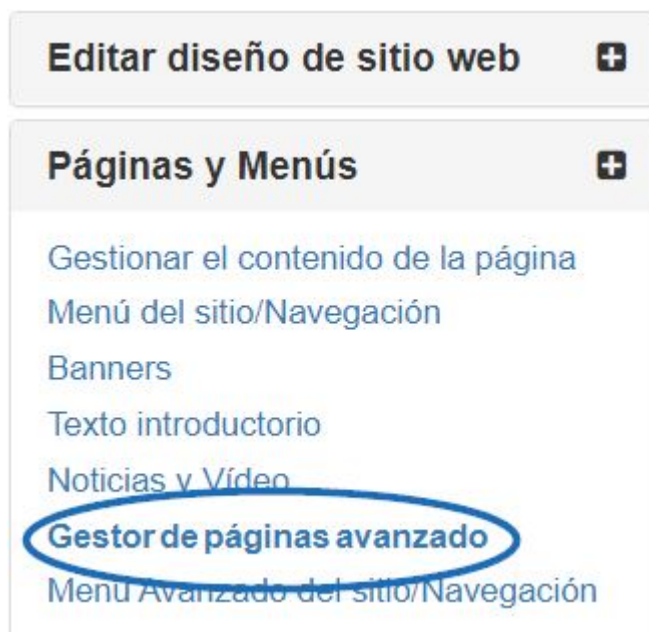 Editar diseño de sitio web
Páginas y Menús
Gestionar el contenido de la página
Menú del sitio/Navegación
Banners
Texto introductorio
Noticias y Vídeo
Gestor de páginas avanzado
Menú Avanzado del sitio/Navegación